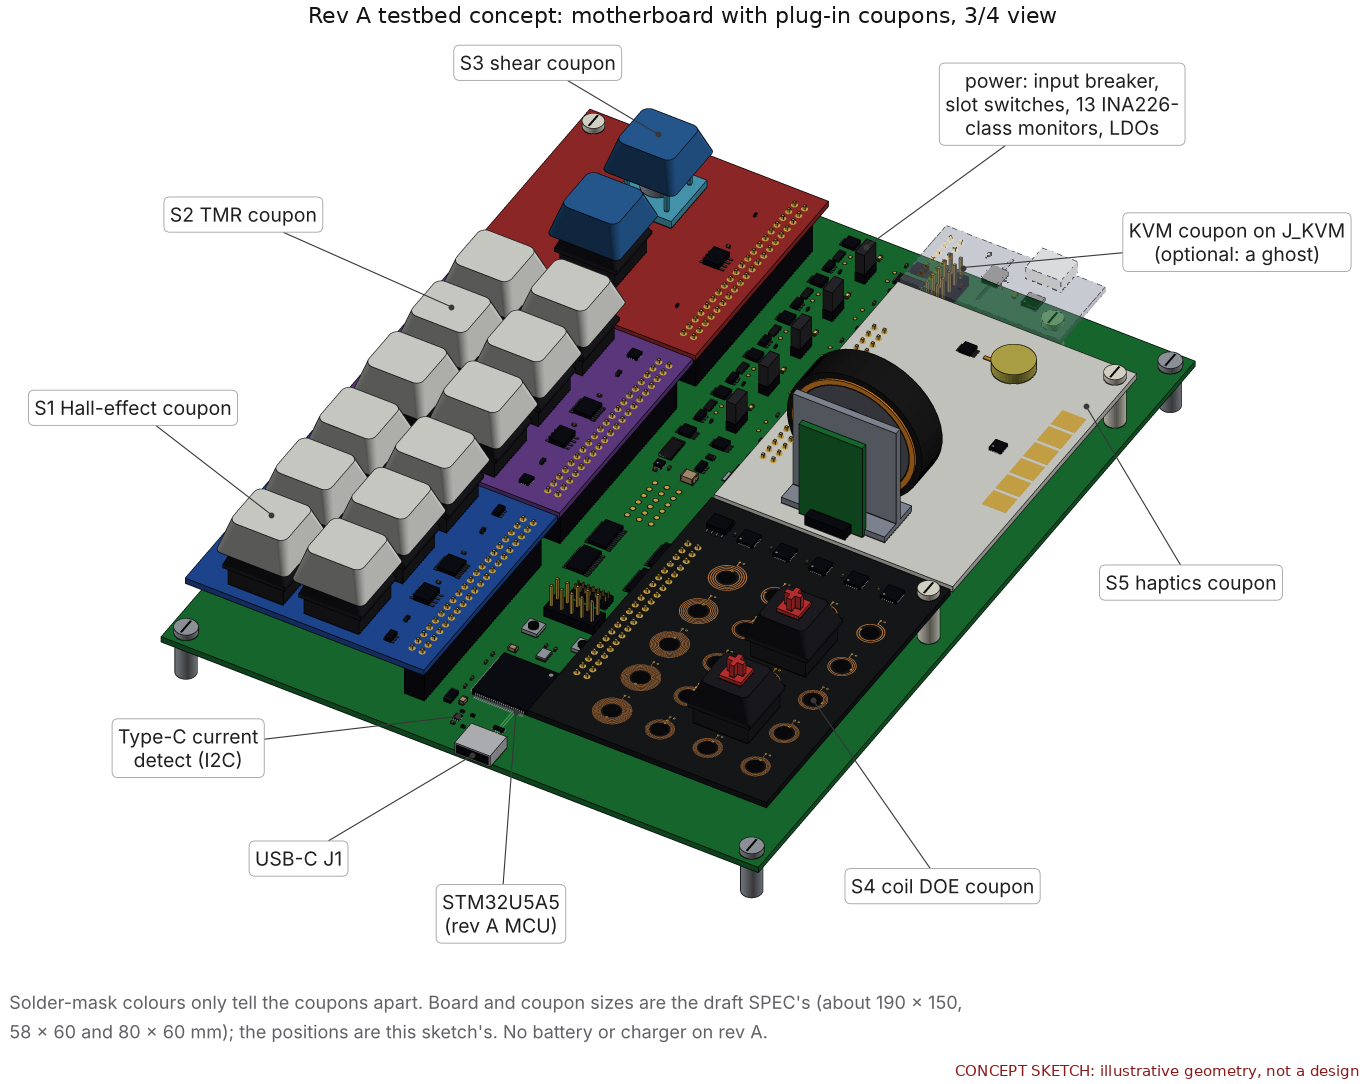 Rev A testbed concept: motherboard with plug-in coupons, 3/4 view
S3 shear coupon
power: input breaker,
slot switches, 13 INA226-
class monitors, LDOs
S2 TMR coupon
KVM coupon on J_KVM
(optional: a ghost)
S1 Hall-effect coupon
S5 haptics coupon
Type-C current
detect (I2C)
USB-C J1
STM32U5A5
(rev A MCU)
S4 coil DOE coupon
Solder-mask colours only tell the coupons apart. Board and coupon sizes are the draft SPEC's (about 190 × 150,
58 × 60 and 80 × 60 mm); the positions are this sketch's. No battery or charger on rev A.
CONCEPT SKETCH: illustrative geometry, not a design